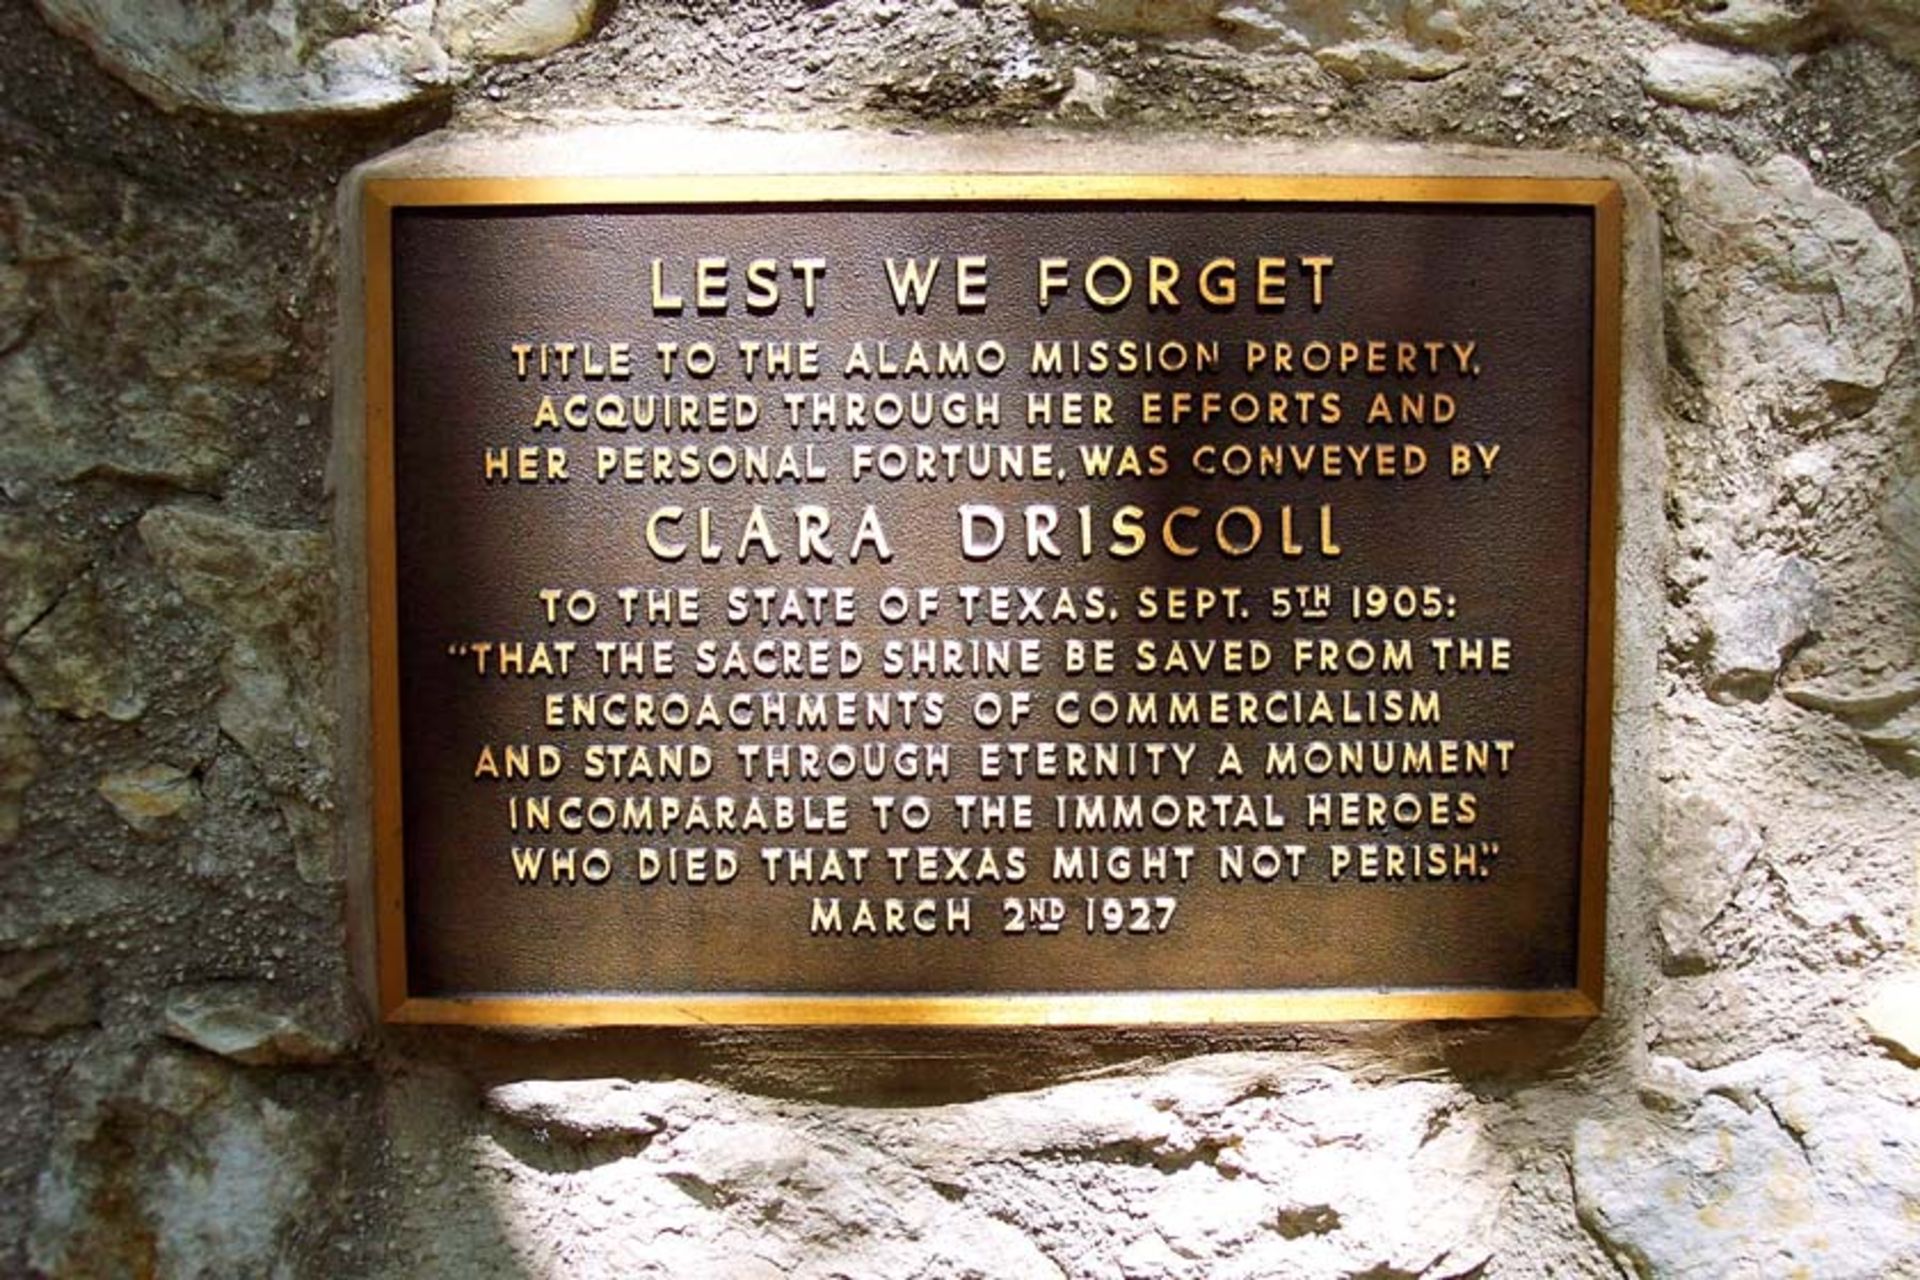 LEST WE FORGET
TITLE TO THE ALAMO MISSION PROPERTY,
ACQUIRED THROUGH HER EFFORTS AND
HER PERSONAL FORTUNE, WAS CONVEYED BY
CLARA DRISCOLL
TO THE STATE OF TEXAS, SEPT. 5TH 1905:
“THAT THE SACRED SHRINE BE SAVED FROM THE
ENCROACHMENTS OF COMMERCIALISM
AND STAND THROUGH ETERNITY A MONUMENT
INCOMPARABLE TO THE IMMORTAL HEROES
WHO DIED THAT TEXAS MIGHT NOT PERISH.”
MARCH 2ND 1927